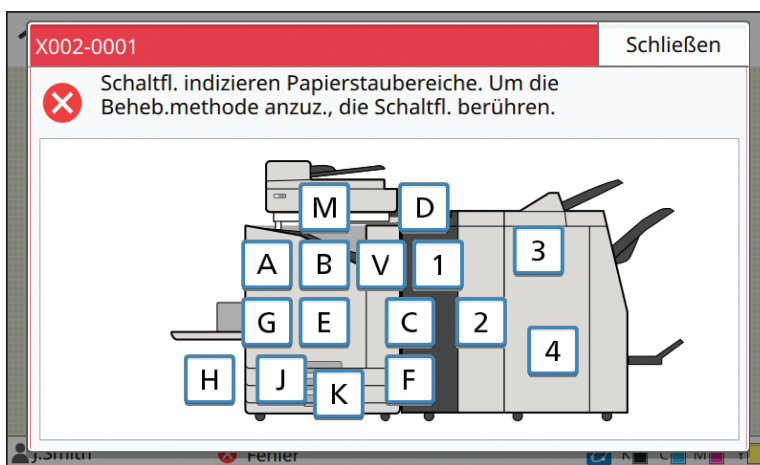 X002-0001 Schließen
Schaltfl. indizieren Papierstaubereiche. Um die
Beheb.methode anzuz., die Schaltfl. berühren.
M D
A B V 1 3
G E C 2
4
H J K F
J.Smith Fehler K C M Y